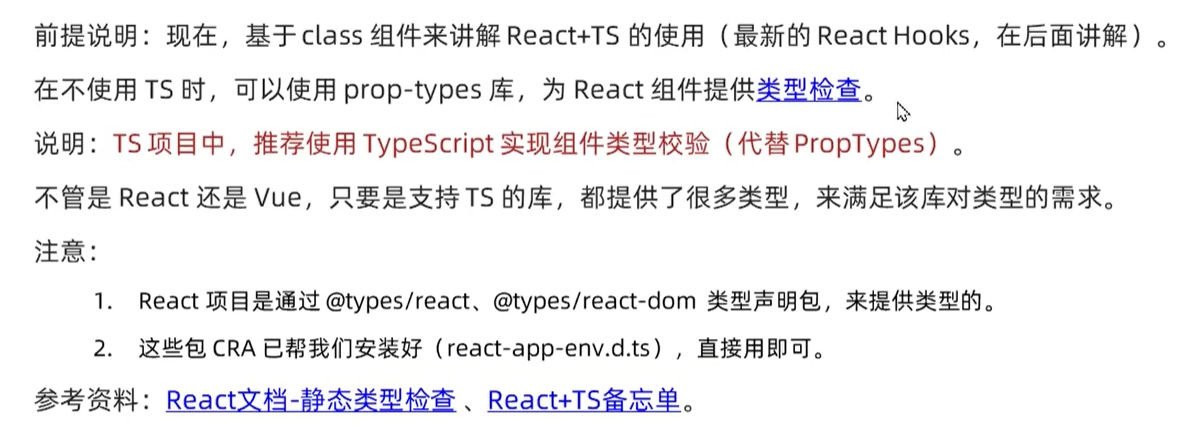 前提说明：现在，基于 class 组件来讲解 React+TS 的使用（最新的 React Hooks，在后面讲解）。
在不使用 TS 时，可以使用 prop-types 库，为 React 组件提供类型检查。
说明：TS 项目中，推荐使用 TypeScript 实现组件类型校验（代替 PropTypes）。
不管是 React 还是 Vue，只要是支持 TS 的库，都提供了很多类型，来满足该库对类型的需求。
注意：
1. React 项目是通过 @types/react、@types/react-dom 类型声明包，来提供类型的。
2. 这些包 CRA 已帮我们安装好（react-app-env.d.ts），直接用即可。
参考资料：React文档-静态类型检查 、React+TS备忘单。